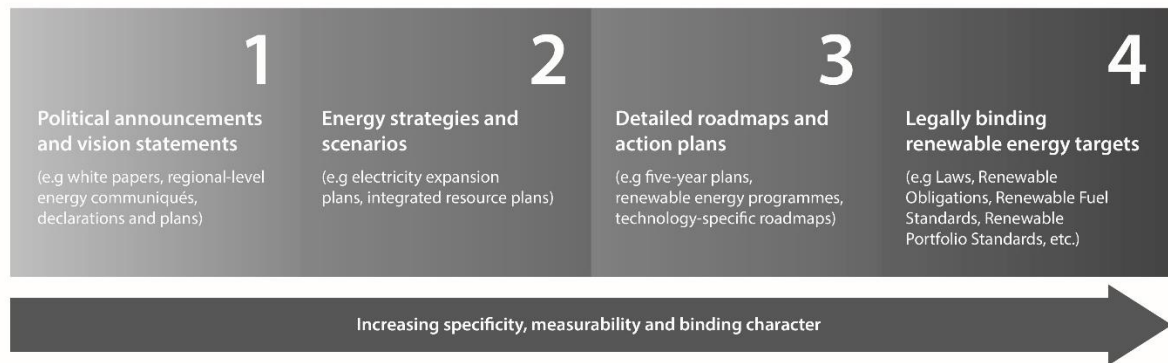 1
Political announcements
and vision statements
(e.g white papers, regional-level
energy communiqués,
declarations and plans)
2
Energy strategies and
scenarios
(e.g electricity expansion
plans, integrated resource plans)
3
Detailed roadmaps and
action plans
(e.g five-year plans,
renewable energy programmes,
technology-specific roadmaps)
4
Legally binding
renewable energy targets
(e.g Laws, Renewable
Obligations, Renewable Fuel
Standards, Renewable
Portfolio Standards, etc.)
Increasing specificity, measurability and binding character